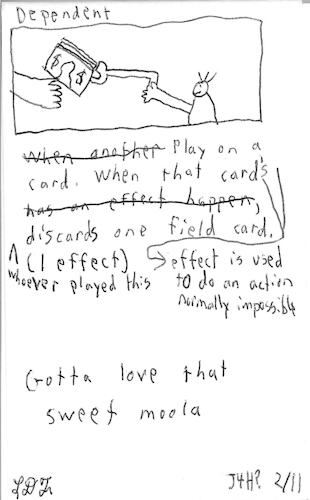 Dependent
$ $
When another Play on a
card. When that card's
has an effect happen,
discards one field card.
^ (1 effect) → effect is used
whoever played this to do an action
normally impossible
Gotta love that
sweet moola
J4H? 2/11